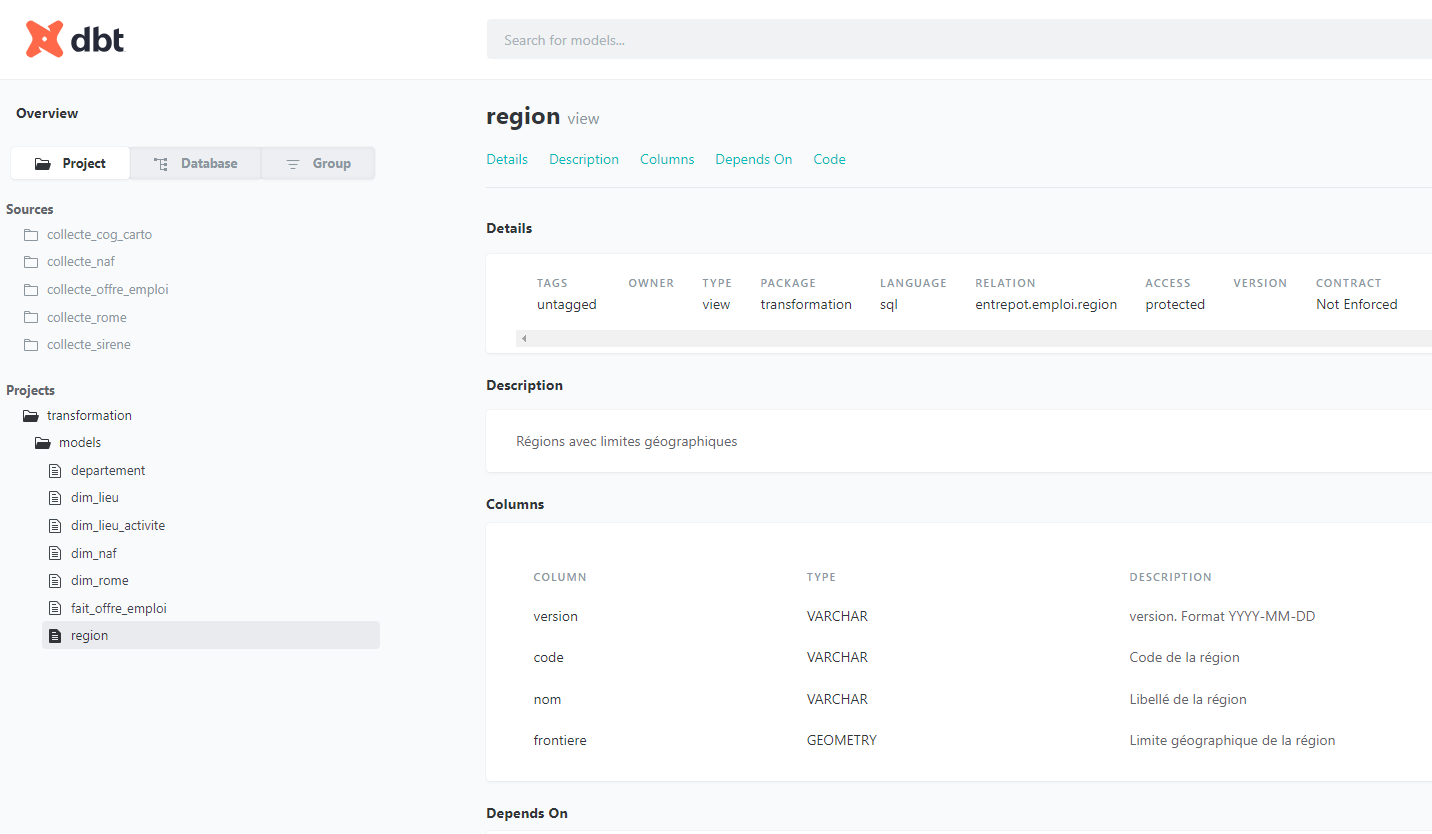 dbt
Search for models...
Overview
Project Database Group
Sources
collecte_cog_carto
collecte_naf
collecte_offre_emploi
collecte_rome
collecte_sirene
Projects
transformation
models
departement
dim_lieu
dim_lieu_activite
dim_naf
dim_rome
fait_offre_emploi
region
region view
Details Description Columns Depends On Code
Details
TAGS OWNER TYPE PACKAGE LANGUAGE RELATION ACCESS VERSION CONTRACT
untagged view transformation sql entrepot.emploi.region protected Not Enforced
Description
Régions avec limites géographiques
Columns
COLUMN TYPE DESCRIPTION
version VARCHAR version. Format YYYY-MM-DD
code VARCHAR Code de la région
nom VARCHAR Libellé de la région
frontiere GEOMETRY Limite géographique de la région
Depends On